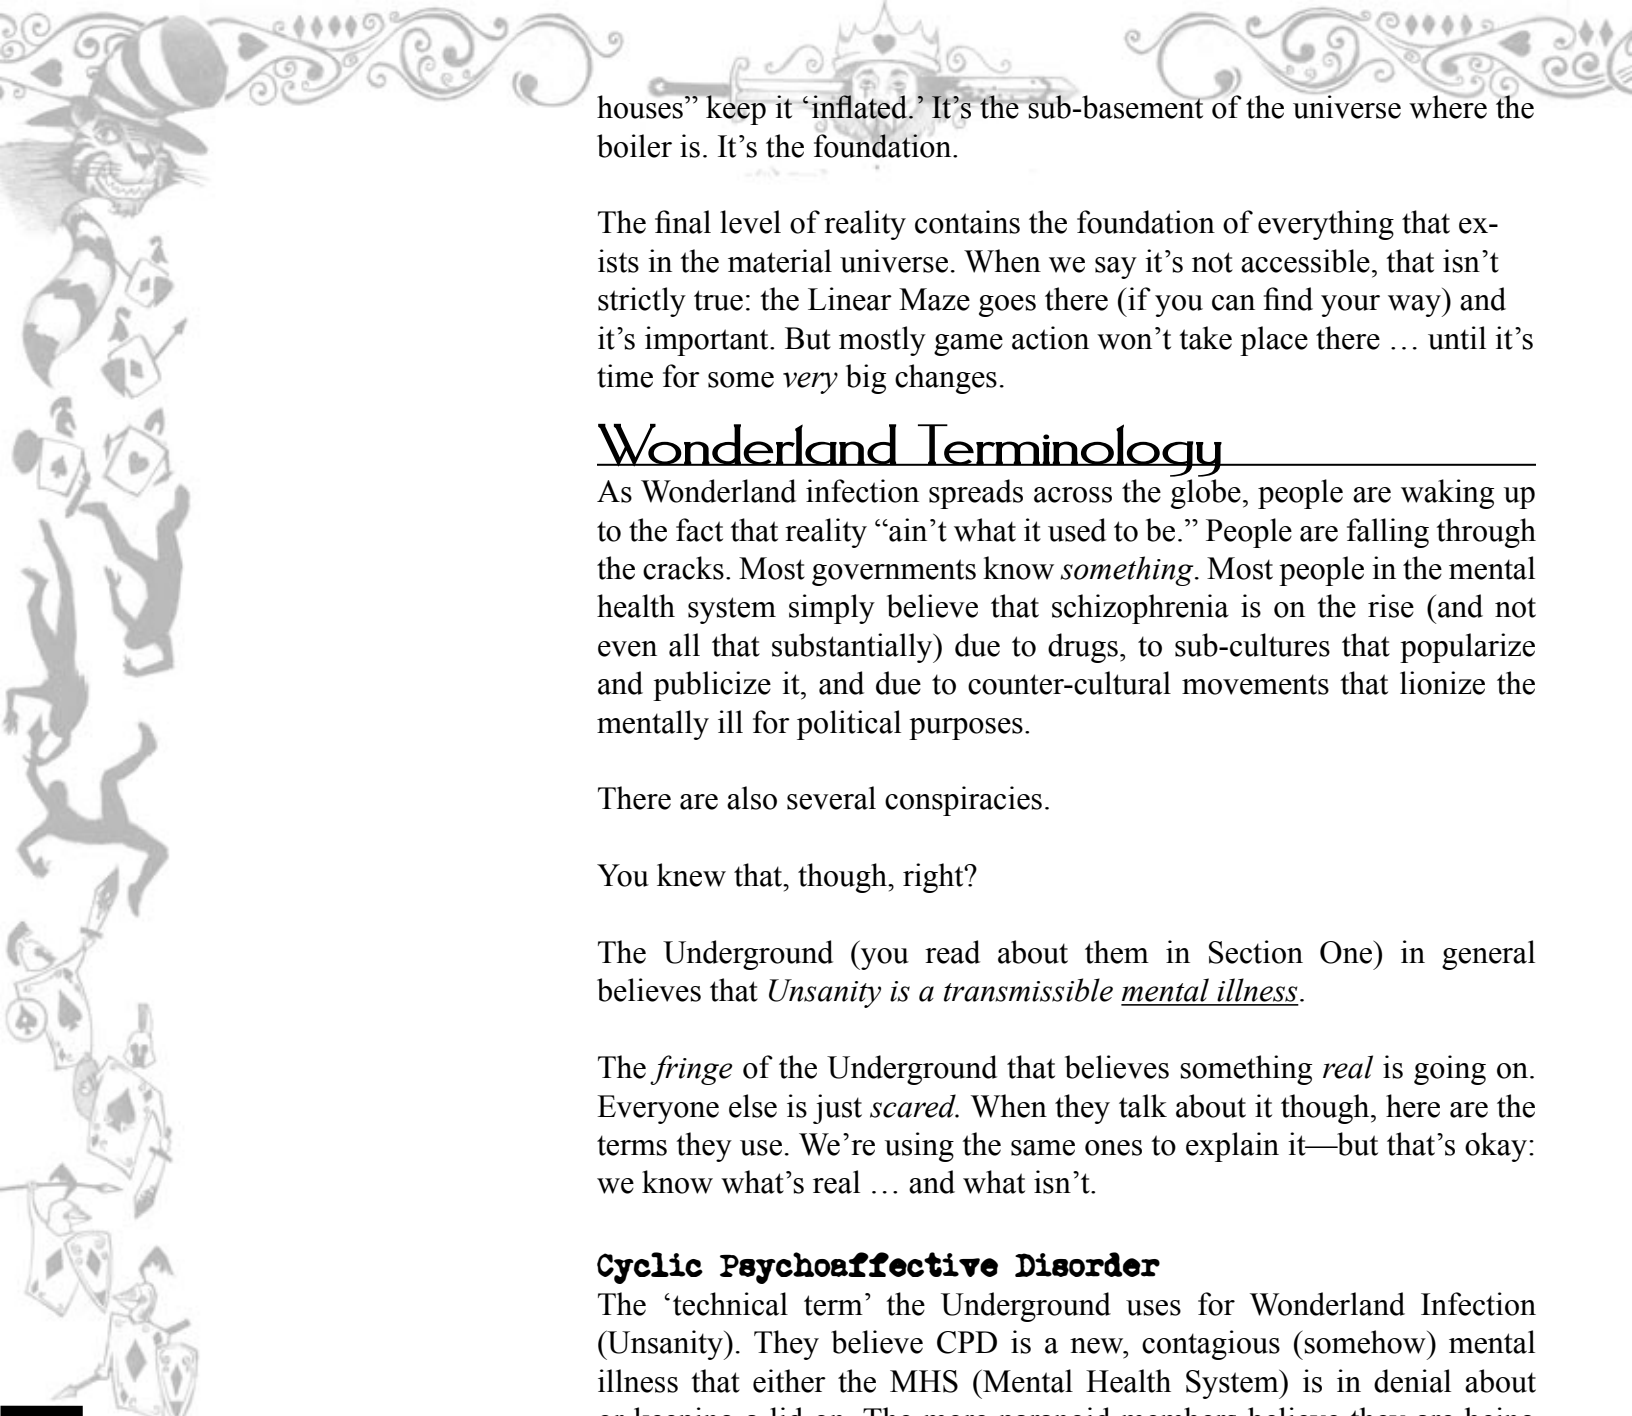 houses” keep it ‘inflated.’ It’s the sub-basement of the universe where the
boiler is. It’s the foundation.
The final level of reality contains the foundation of everything that ex-
ists in the material universe. When we say it’s not accessible, that isn’t
strictly true: the Linear Maze goes there (if you can find your way) and
it’s important. But mostly game action won’t take place there … until it’s
time for some very big changes.
Wonderland Terminology
As Wonderland infection spreads across the globe, people are waking up
to the fact that reality “ain’t what it used to be.” People are falling through
the cracks. Most governments know something. Most people in the mental
health system simply believe that schizophrenia is on the rise (and not
even all that substantially) due to drugs, to sub-cultures that popularize
and publicize it, and due to counter-cultural movements that lionize the
mentally ill for political purposes.
There are also several conspiracies.
You knew that, though, right?
The Underground (you read about them in Section One) in general
believes that Unsanity is a transmissible mental illness.
The fringe of the Underground that believes something real is going on.
Everyone else is just scared. When they talk about it though, here are the
terms they use. We’re using the same ones to explain it—but that’s okay:
we know what’s real … and what isn’t.
Cyclic Psychoaffective Disorder
The ‘technical term’ the Underground uses for Wonderland Infection
(Unsanity). They believe CPD is a new, contagious (somehow) mental
illness that either the MHS (Mental Health System) is in denial about
or keeping a lid on. The more paranoid members believe they are being